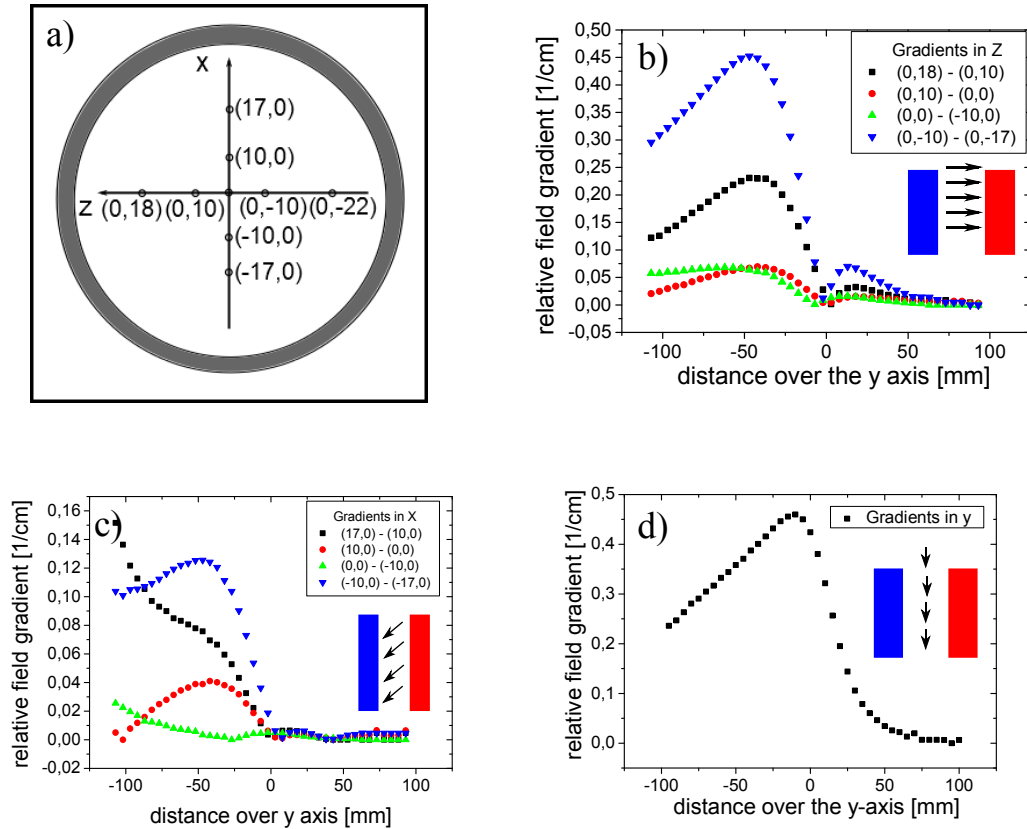 a)
X
(17,0)
(10,0)
Z (0,18) (0,10) (0,-10) (0,-22)
(-10,0)
(-17,0)
b)
relative field gradient [1/cm]
0,50
0,45
0,40
0,35
0,30
0,25
0,20
0,15
0,10
0,05
0,00
-0,05
-100 -50 0 50 100
distance over the y axis [mm]
Gradients in Z
(0,18) - (0,10)
(0,10) - (0,0)
(0,0) - (-10,0)
(0,-10) - (0,-17)
c)
relative field gradient [1/cm]
0,16
0,14
0,12
0,10
0,08
0,06
0,04
0,02
0,00
-0,02
-100 -50 0 50 100
distance over y axis [mm]
Gradients in X
(17,0) - (10,0)
(10,0) - (0,0)
(0,0) - (-10,0)
(-10,0) - (-17,0)
d)
relative field gradient [1/cm]
0,5
0,4
0,3
0,2
0,1
0,0
-100 -50 0 50 100
distance over the y-axis [mm]
Gradients in y